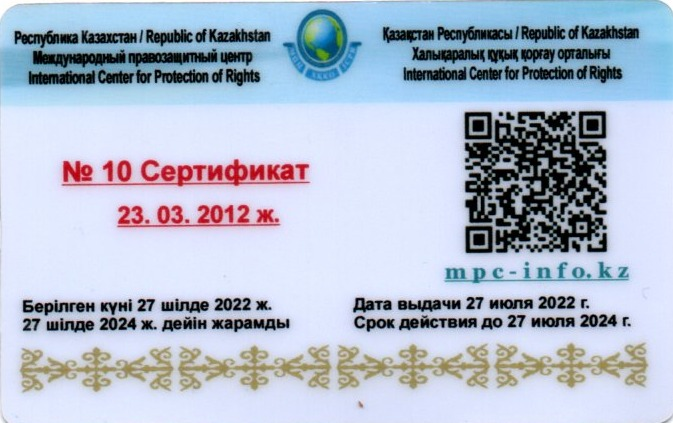 Республика Казахстан / Republic of Kazakhstan
Международный правозащитный центр
International Center for Protection of Rights
Қазақстан Республикасы / Republic of Kazakhstan
Халықаралық құқық қорғау орталығы
International Center for Protection of Rights
№ 10 Сертификат
23. 03. 2012 ж.
mpc-info.kz
Берілген күні 27 шілде 2022 ж.
27 шілде 2024 ж. дейін жарамды
Дата выдачи 27 июля 2022 г.
Срок действия до 27 июля 2024 г.